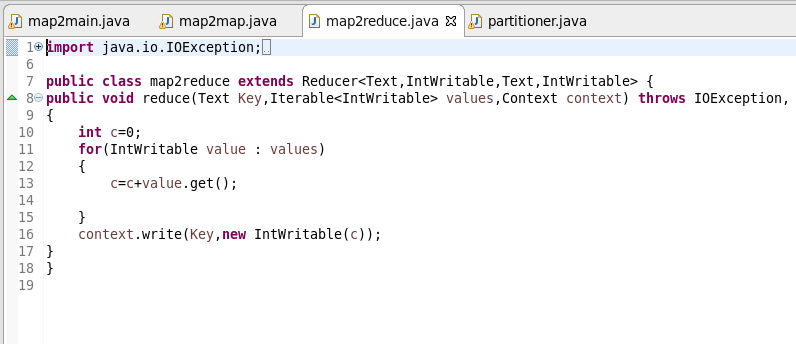 map2main.java map2map.java map2reduce.java partitioner.java
1 import java.io.IOException;
6
7 public class map2reduce extends Reducer<Text,IntWritable,Text,IntWritable> {
8 public void reduce(Text Key,Iterable<IntWritable> values,Context context) throws IOException,
9 {
10 int c=0;
11 for(IntWritable value : values)
12 {
13 c=c+value.get();
14
15 }
16 context.write(Key,new IntWritable(c));
17 }
18 }
19